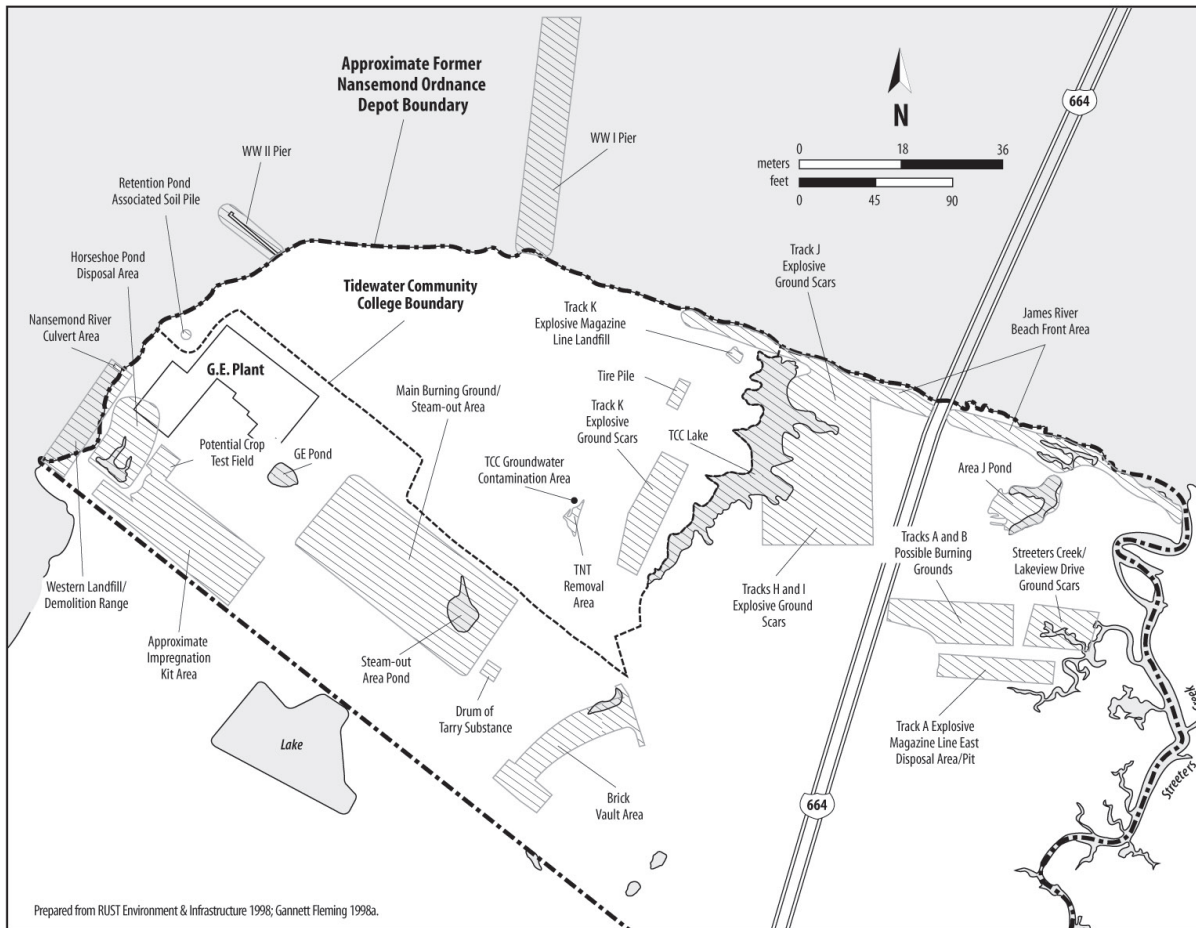 Approximate Former
Nansemond Ordnance
Depot Boundary
664
N
0 18 36
meters
feet
0 45 90
WW II Pier
WW I Pier
Retention Pond
Associated Soil Pile
Horseshoe Pond
Disposal Area
Nansemond River
Culvert Area
Tidewater Community
College Boundary
Track J
Explosive
Ground Scars
Track K
Explosive Magazine
Line Landfill
James River
Beach Front Area
G.E. Plant
Main Burning Ground/
Steam-out Area
Tire Pile
Track K
Explosive
Ground Scars
TCC Lake
Potential Crop
Test Field
GE Pond
TCC Groundwater
Contamination Area
Area J Pond
Tracks A and B
Possible Burning
Grounds
Streeters Creek/
Lakeview Drive
Ground Scars
Western Landfill/
Demolition Range
TNT
Removal
Area
Tracks H and I
Explosive Ground
Scars
Approximate
Impregnation
Kit Area
Steam-out
Area Pond
Drum of
Tarry Substance
Lake
Track A Explosive
Magazine Line East
Disposal Area/Pit
Streeters Creek
Brick
Vault Area
664
Prepared from RUST Environment & Infrastructure 1998; Gannett Fleming 1998a.